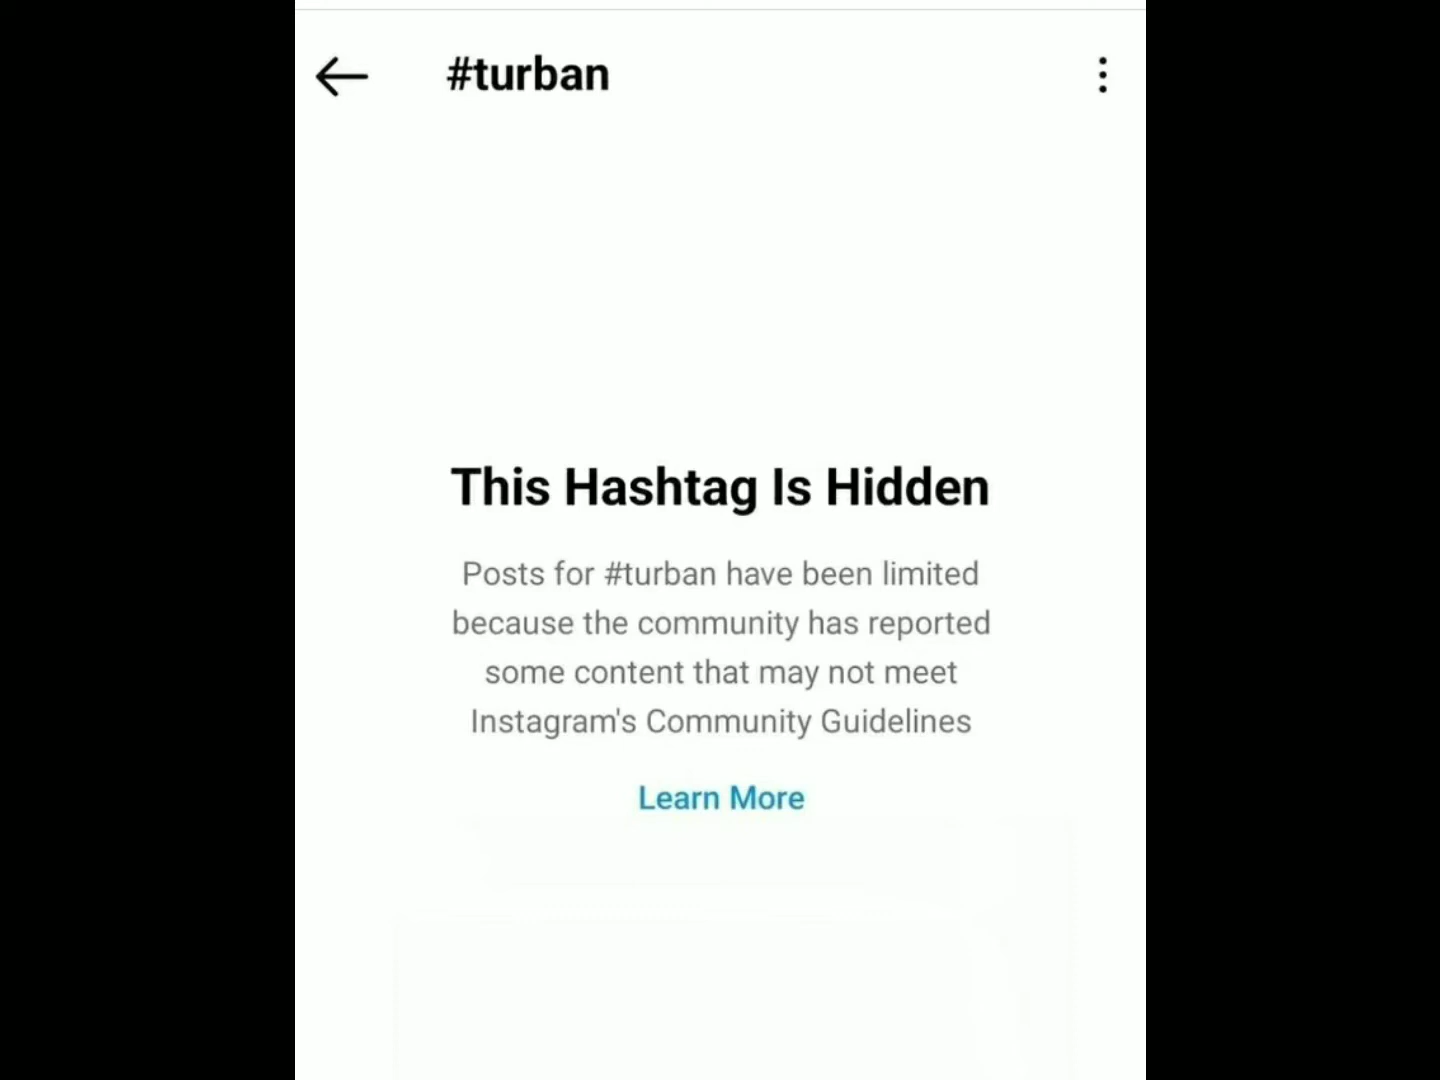 #turban
This Hashtag Is Hidden
Posts for #turban have been limited
because the community has reported
some content that may not meet
Instagram's Community Guidelines
Learn More